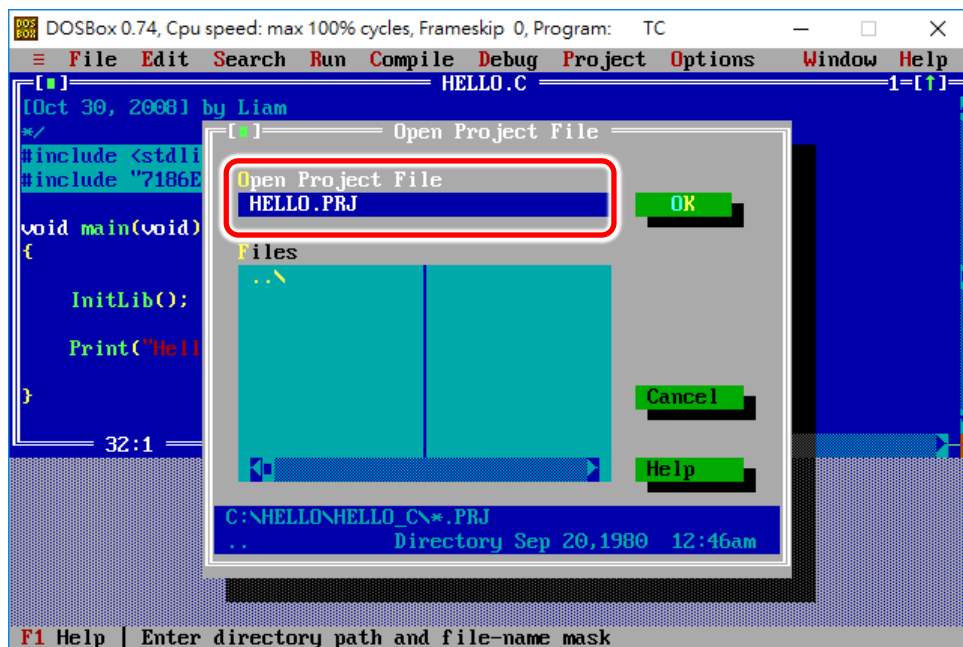 DOSBox 0.74, Cpu speed: max 100% cycles, Frameskip 0, Program: TC
≡ File Edit Search Run Compile Debug Project Options Window Help
[■] HELLO.C 1=[↑]
[Oct 30, 2008] by Liam
*/
#include <stdli
#include "7186E
void main(void)
{
InitLib();
Print("Hell
}
32:1
[■] Open Project File
Open Project File
HELLO.PRJ
OK
Files
..\
Cancel
Help
C:\HELLO\HELLO_C\*.PRJ
.. Directory Sep 20,1980 12:46am
F1 Help | Enter directory path and file-name mask